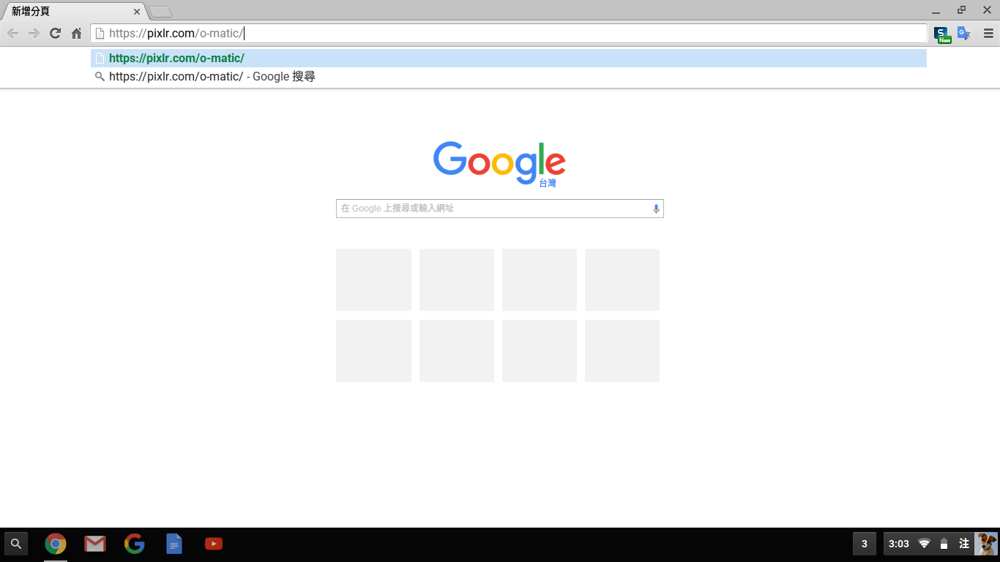 新增分頁
https://pixlr.com/o-matic/
https://pixlr.com/o-matic/
https://pixlr.com/o-matic/ - Google 搜尋
S
New
G
Google
台灣
在 Google 上搜尋或輸入網址
3
3:03
注